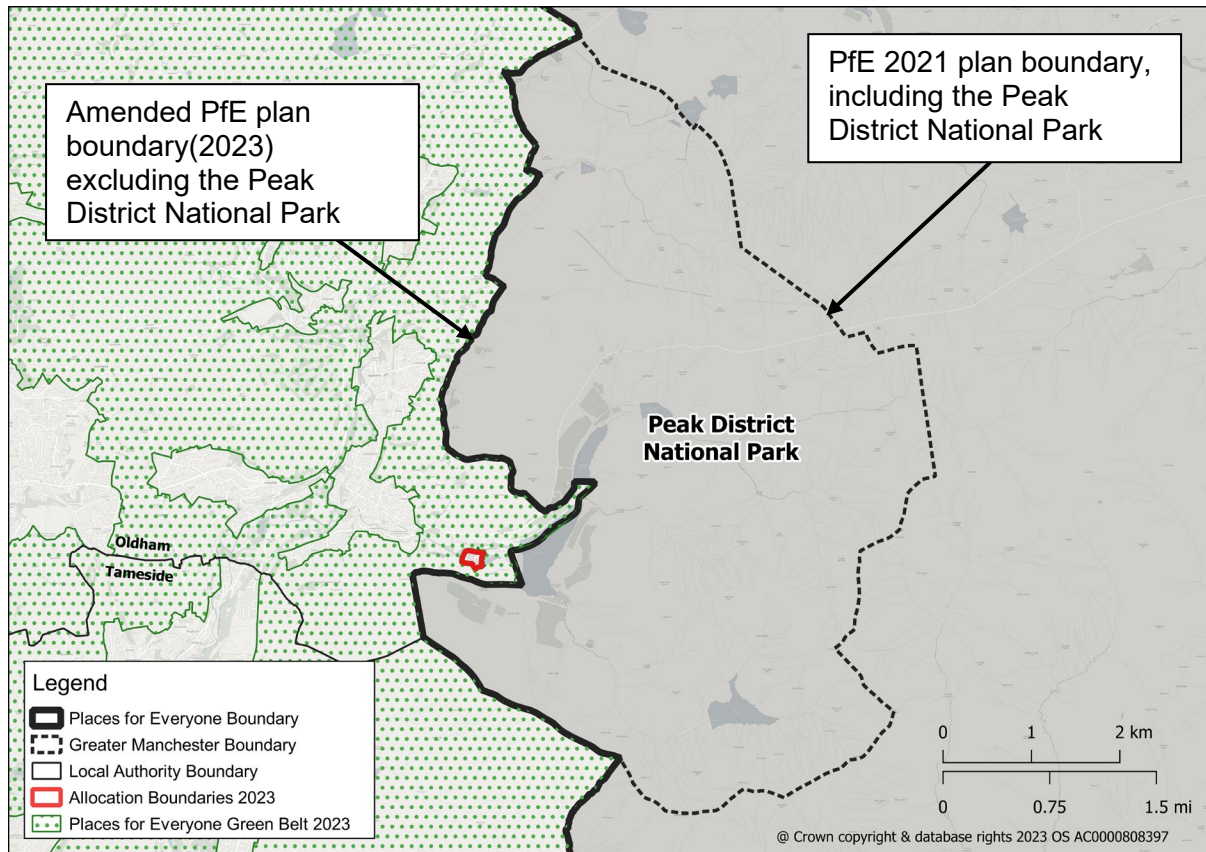 Amended PfE plan
boundary(2023)
excluding the Peak
District National Park
PfE 2021 plan boundary,
including the Peak
District National Park
Peak District
National Park
Oldham
Tameside
Legend
Places for Everyone Boundary
Greater Manchester Boundary
Local Authority Boundary
Allocation Boundaries 2023
Places for Everyone Green Belt 2023
0 1 2 km
0 0.75 1.5 mi
@ Crown copyright & database rights 2023 OS AC0000808397